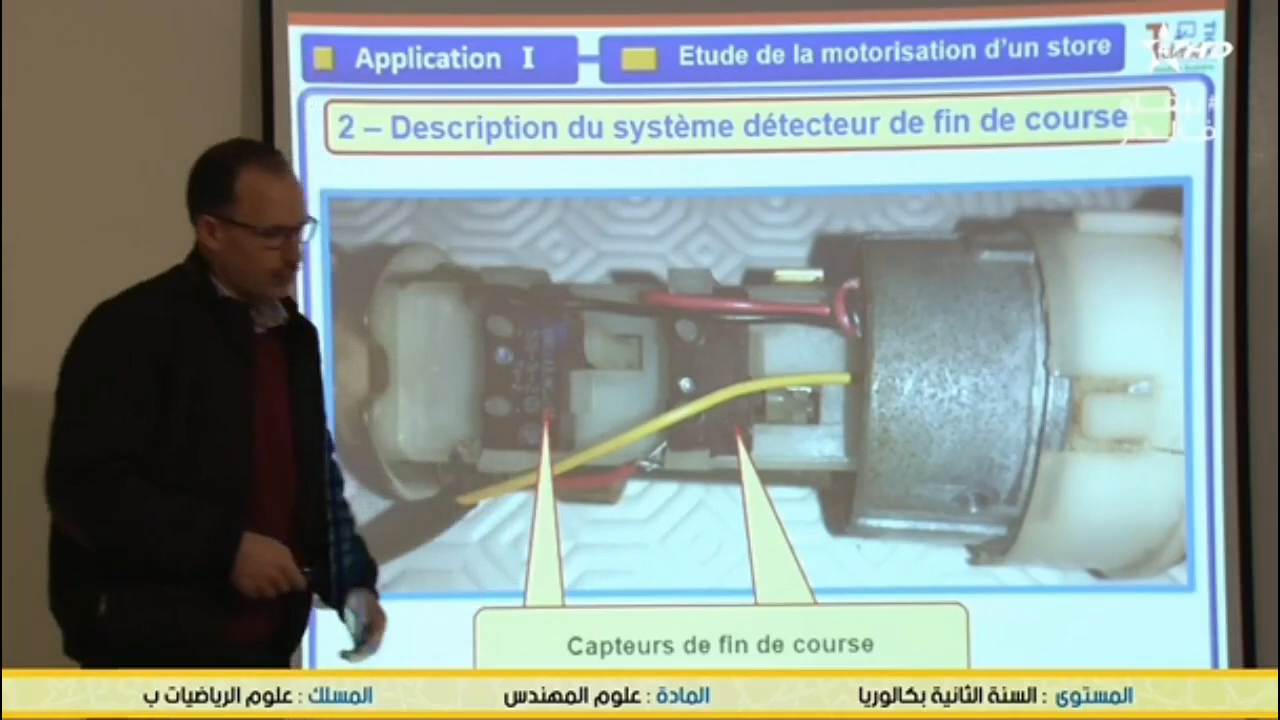 Application I
Etude de la motorisation d'un store
2 – Description du système détecteur de fin de course
Capteurs de fin de course
المستوى : السنة الثانية بكالوريا
المادة : علوم المهندس
المسلك : علوم الرياضيات ب